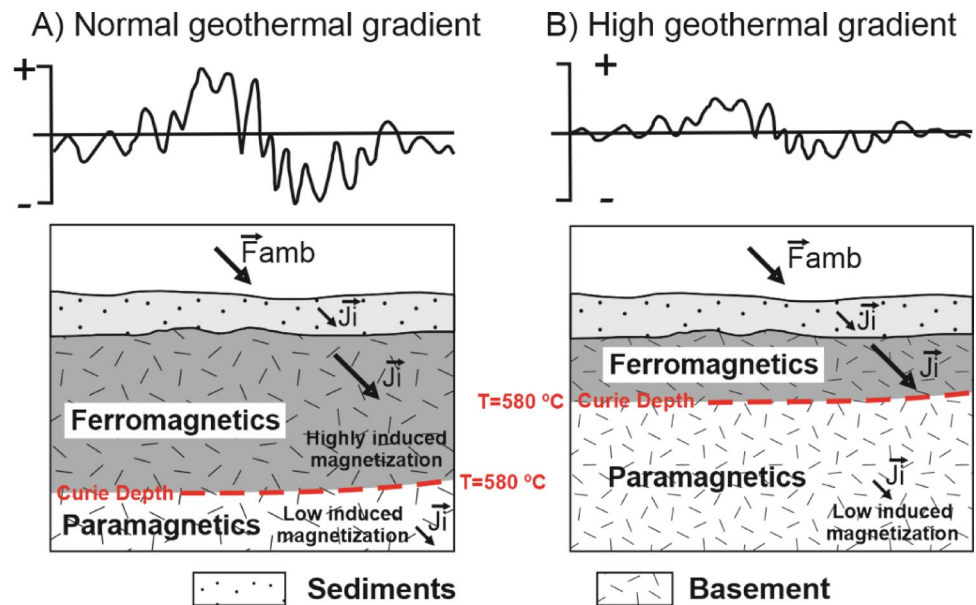 A) Normal geothermal gradient
+
-
Famb
Ji
Ji
Ferromagnetics
Highly induced
magnetization
Curie Depth
T=580 ºC
Paramagnetics
Low induced
magnetization
Ji
B) High geothermal gradient
+
-
Famb
Ji
Ji
Ferromagnetics
T=580 ºC Curie Depth
Paramagnetics
Ji
Low induced
magnetization
Sediments
Basement